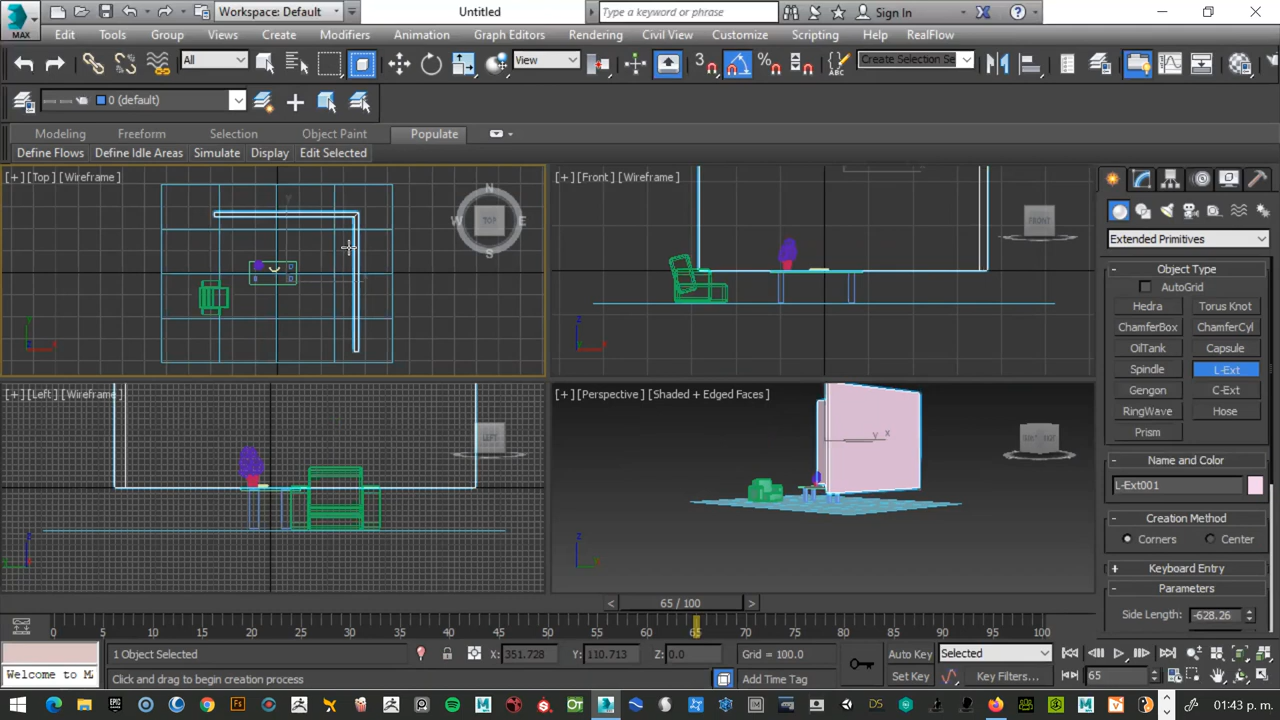 MAX
Workspace: Default
Untitled
Type a keyword or phrase
Sign In
Edit Tools Group Views Create Modifiers Animation Graph Editors Rendering Civil View Customize Scripting Help RealFlow
All
View
3
%
ABC
Create Selection Se
0 (default)
Modeling Freeform Selection Object Paint Populate
Define Flows Define Idle Areas Simulate Display Edit Selected
[+] [Top] [Wireframe]
N
W TOP E
S
[+] [Front] [Wireframe]
FRONT
Extended Primitives
Object Type
AutoGrid
Hedra Torus Knot
ChamferBox ChamferCyl
OilTank Capsule
Spindle L-Ext
Gengon C-Ext
RingWave Hose
Prism
[+] [Left] [Wireframe]
LEFT
[+] [Perspective] [Shaded + Edged Faces]
Name and Color
L-Ext001
Creation Method
Corners Center
Keyboard Entry
Parameters
Side Length: -628.26
< 65 / 100 >
0 5 10 15 20 25 30 35 40 45 50 55 60 65 70 75 80 85 90 95 100
1 Object Selected X: 351.728 Y: 110.713 Z: 0.0 Grid = 100.0 Auto Key Selected
Welcome to MA Click and drag to begin creation process Add Time Tag Set Key Key Filters... 65
01:43 p. m.